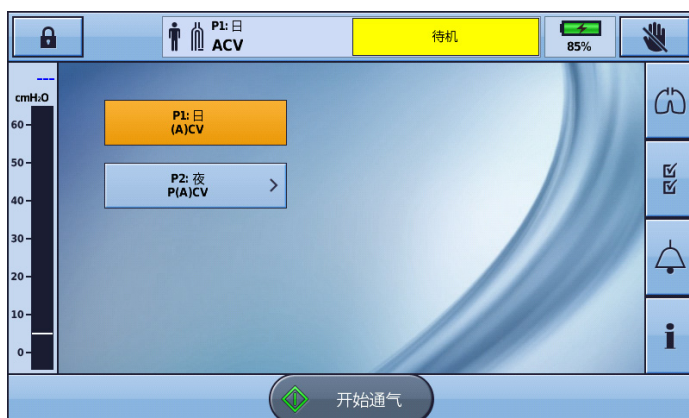 P1: 日
ACV
待机
85%
---
cmH₂O
60
50
40
30
20
10
0
P1: 日
(A)CV
P2: 夜
P(A)CV
开始通气